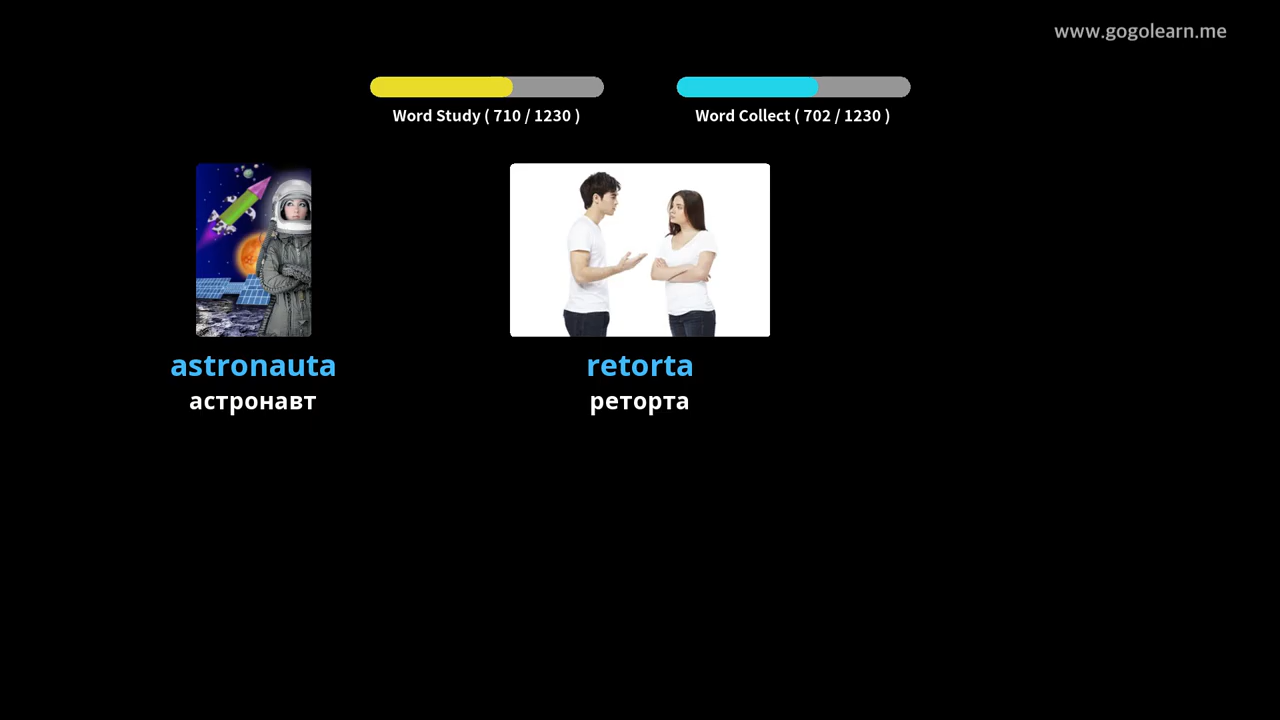 www.gogolearn.me
Word Study ( 710 / 1230 )
Word Collect ( 702 / 1230 )
astronauta
астронавт
retorta
реторта